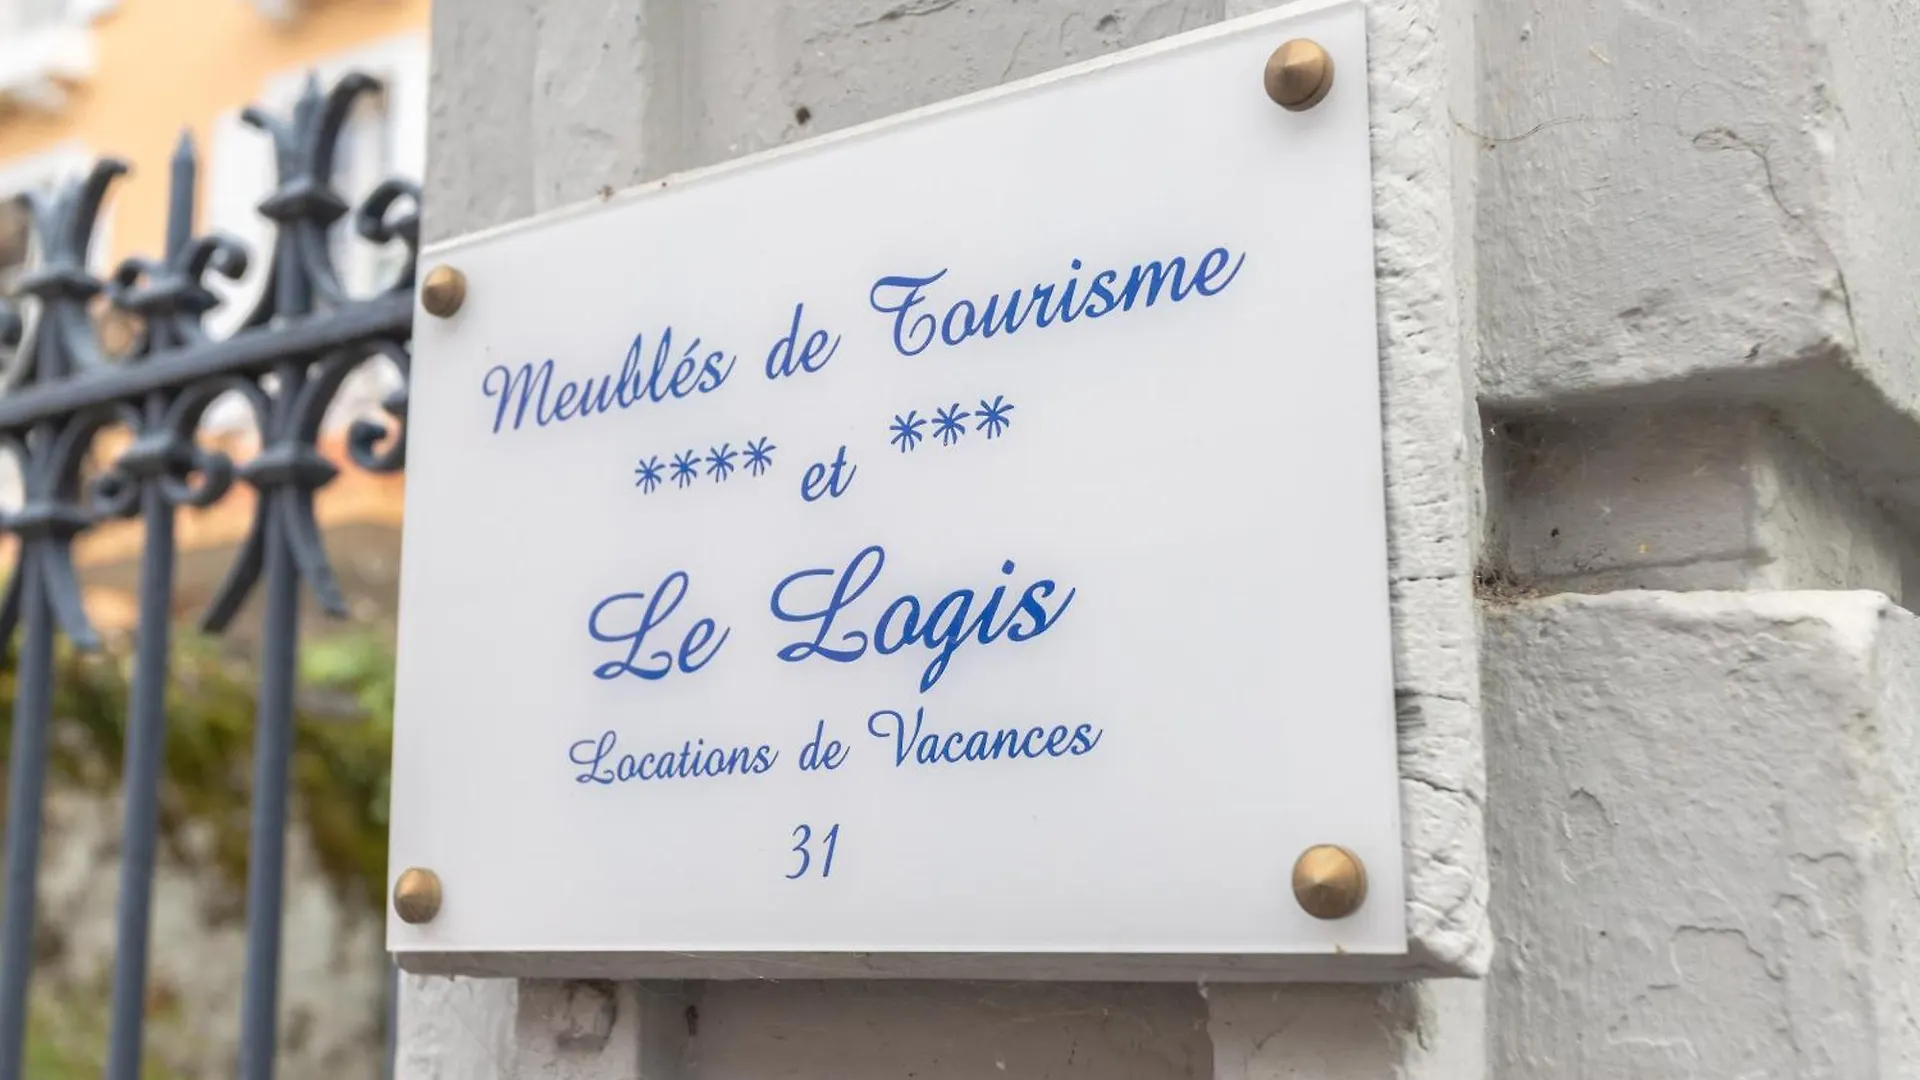 Meublés de Tourisme
**** et ***
Le Logis
Locations de Vacances
31